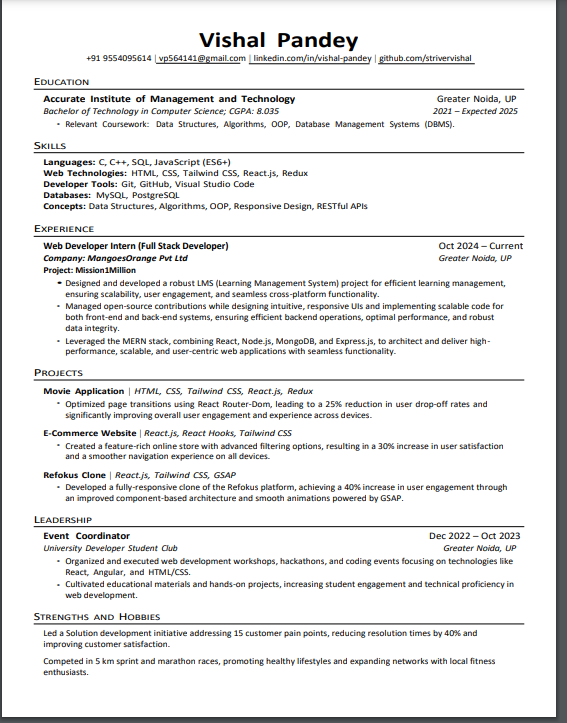 Vishal Pandey
+91 9554095614 | vp564141@gmail.com | linkedin.com/in/vishal-pandey | github.com/strivervishal
EDUCATION
Accurate Institute of Management and Technology Greater Noida, UP
Bachelor of Technology in Computer Science; CGPA: 8.035 2021 – Expected 2025
• Relevant Coursework: Data Structures, Algorithms, OOP, Database Management Systems (DBMS).
SKILLS
Languages: C, C++, SQL, JavaScript (ES6+)
Web Technologies: HTML, CSS, Tailwind CSS, React.js, Redux
Developer Tools: Git, GitHub, Visual Studio Code
Databases: MySQL, PostgreSQL
Concepts: Data Structures, Algorithms, OOP, Responsive Design, RESTful APIs
EXPERIENCE
Web Developer Intern (Full Stack Developer) Oct 2024 – Current
Company: MangoesOrange Pvt Ltd Greater Noida, UP
Project: Mission1Million
• Designed and developed a robust LMS (Learning Management System) project for efficient learning management,
ensuring scalability, user engagement, and seamless cross-platform functionality.
• Managed open-source contributions while designing intuitive, responsive UIs and implementing scalable code for
both front-end and back-end systems, ensuring efficient backend operations, optimal performance, and robust
data integrity.
• Leveraged the MERN stack, combining React, Node.js, MongoDB, and Express.js, to architect and deliver high-
performance, scalable, and user-centric web applications with seamless functionality.
PROJECTS
Movie Application | HTML, CSS, Tailwind CSS, React.js, Redux
• Optimized page transitions using React Router-Dom, leading to a 25% reduction in user drop-off rates and
significantly improving overall user engagement and experience across devices.
E-Commerce Website | React.js, React Hooks, Tailwind CSS
• Created a feature-rich online store with advanced filtering options, resulting in a 30% increase in user satisfaction
and a smoother navigation experience on all devices.
Refokus Clone | React.js, Tailwind CSS, GSAP
• Developed a fully-responsive clone of the Refokus platform, achieving a 40% increase in user engagement through
an improved component-based architecture and smooth animations powered by GSAP.
LEADERSHIP
Event Coordinator Dec 2022 – Oct 2023
University Developer Student Club Greater Noida, UP
• Organized and executed web development workshops, hackathons, and coding events focusing on technologies like
React, Angular, and HTML/CSS.
• Cultivated educational materials and hands-on projects, increasing student engagement and technical proficiency in
web development.
STRENGTHS AND HOBBIES
Led a Solution development initiative addressing 15 customer pain points, reducing resolution times by 40% and
improving customer satisfaction.
Competed in 5 km sprint and marathon races, promoting healthy lifestyles and expanding networks with local fitness
enthusiasts.